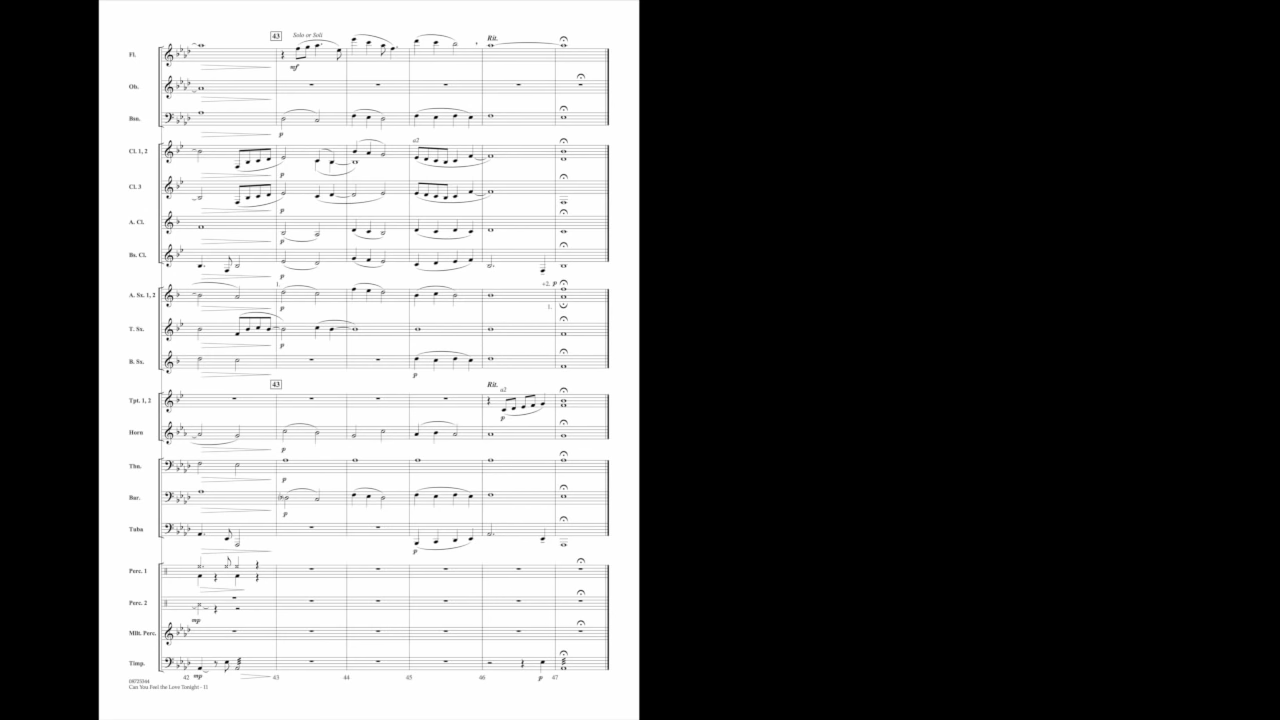 43 Solo or Soli Rit.
Fl.
mf
Ob.
Bsn.
p
a2
Cl. 1, 2
p
Cl. 3
p
A. Cl.
p
Bs. Cl.
p
1. +2. p
A. Sx. 1, 2
p 1.
T. Sx.
p
B. Sx.
p
43 Rit.
a2
Tpt. 1, 2
p
Horn
p
Tbn.
p
Bar.
p
Tuba
p
Perc. 1
Perc. 2
mp
Mlt. Perc.
Timp.
42 mp 43 44 45 46 p 47
08725344
Can You Feel the Love Tonight - 11